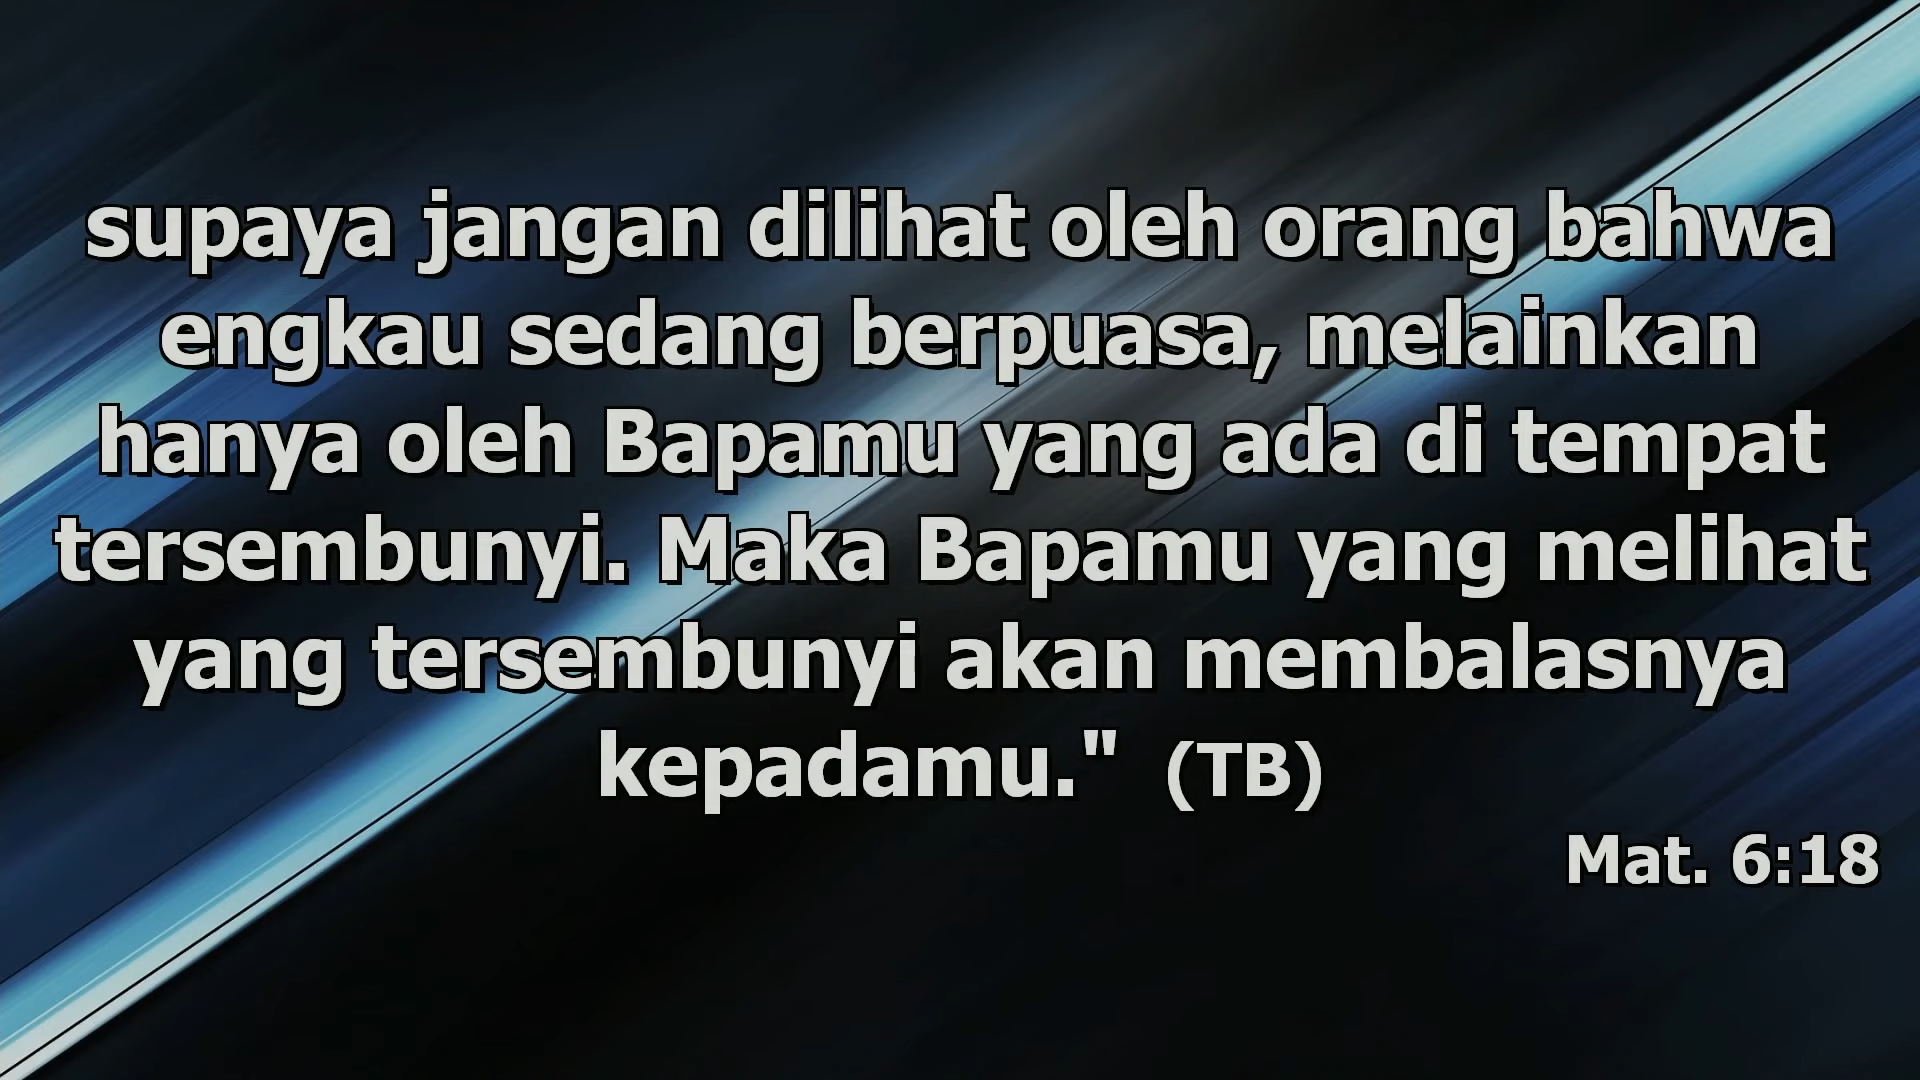 supaya jangan dilihat oleh orang bahwa
engkau sedang berpuasa, melainkan
hanya oleh Bapamu yang ada di tempat
tersembunyi. Maka Bapamu yang melihat
yang tersembunyi akan membalasnya
kepadamu." (TB)
Mat. 6:18